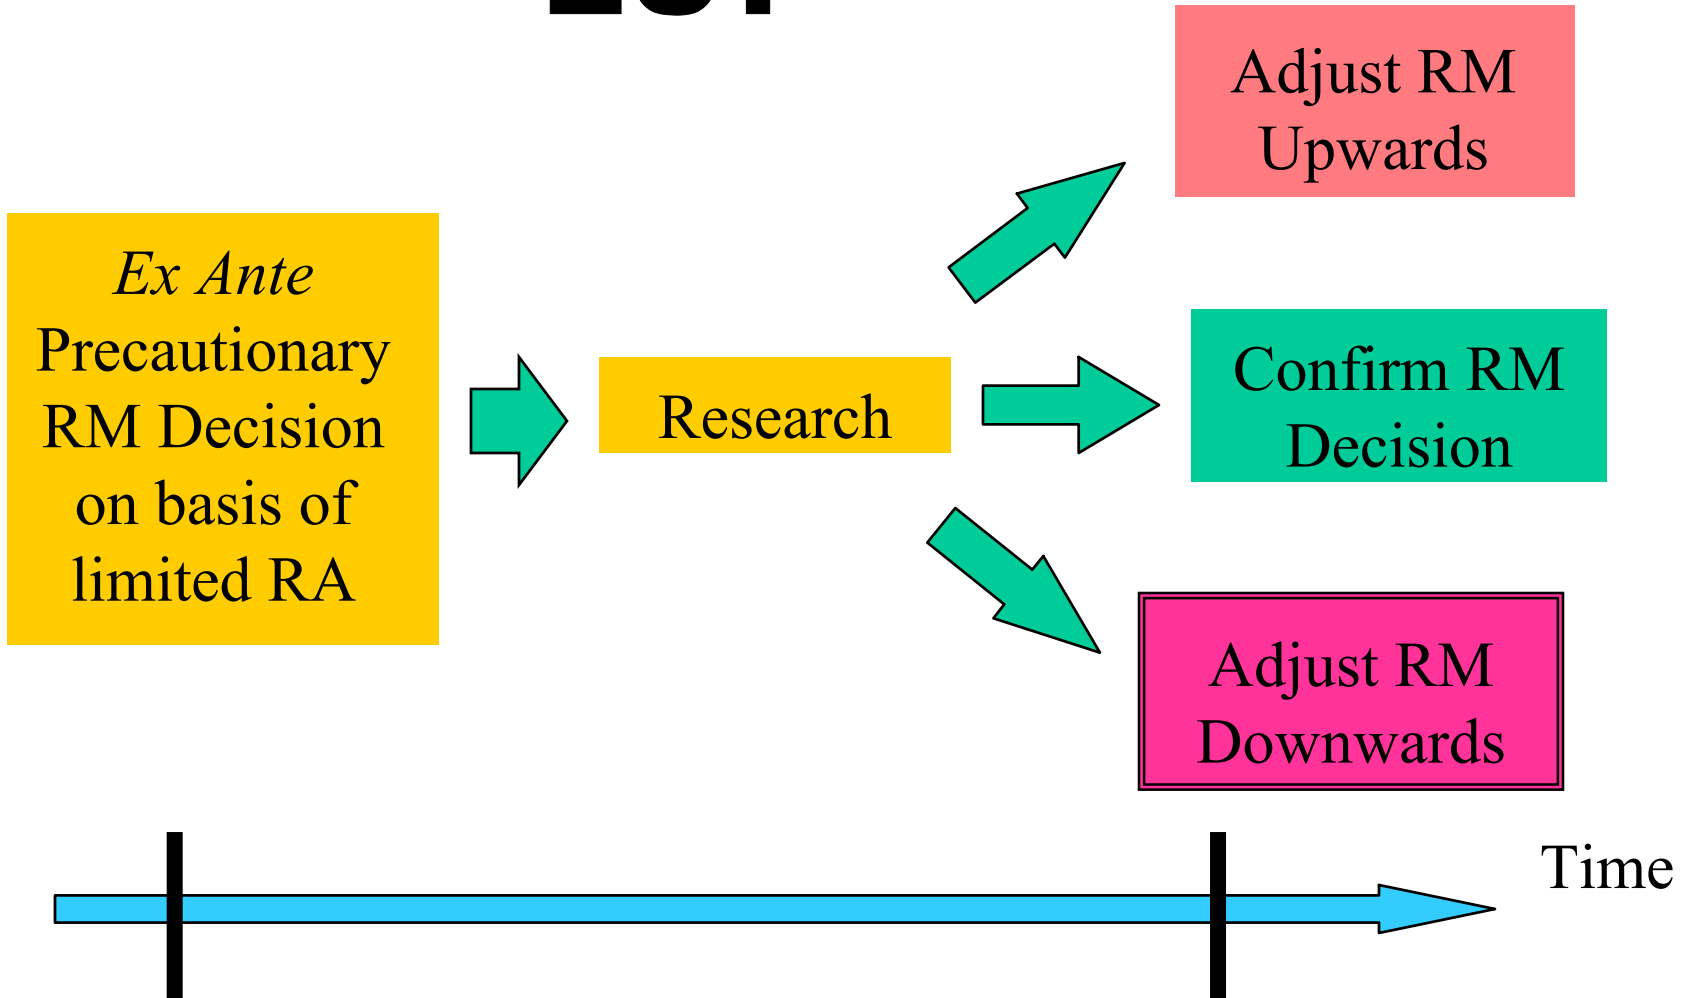 Adjust RM
Upwards
Ex Ante
Precautionary
RM Decision
on basis of
limited RA
Research
Confirm RM
Decision
Adjust RM
Downwards
Time